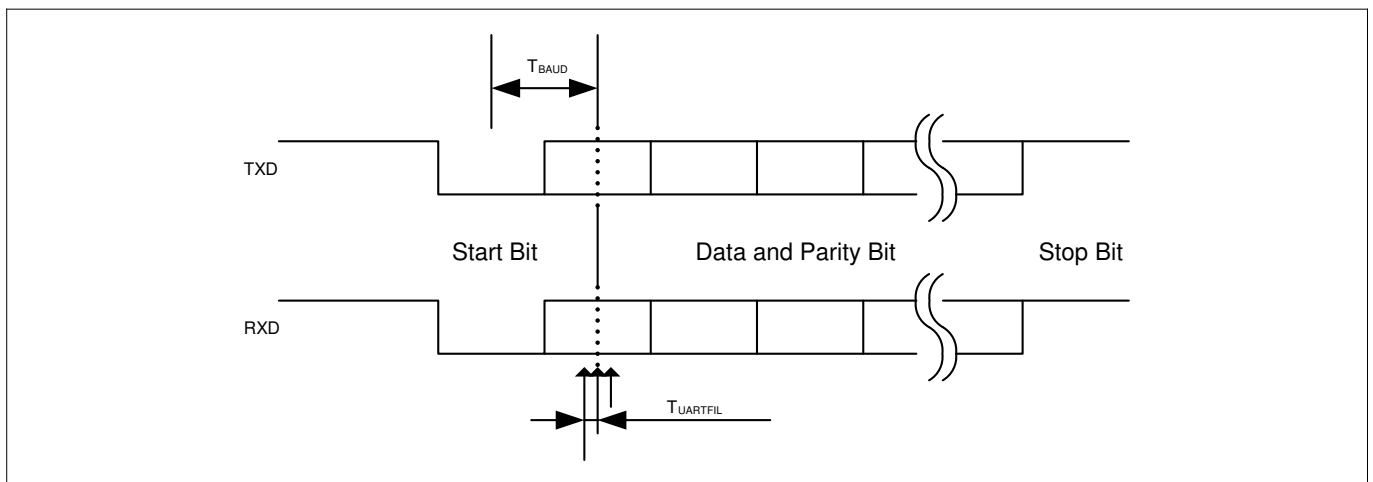 TBAUD
TXD
Start Bit
Data and Parity Bit
Stop Bit
RXD
TUARTFIL